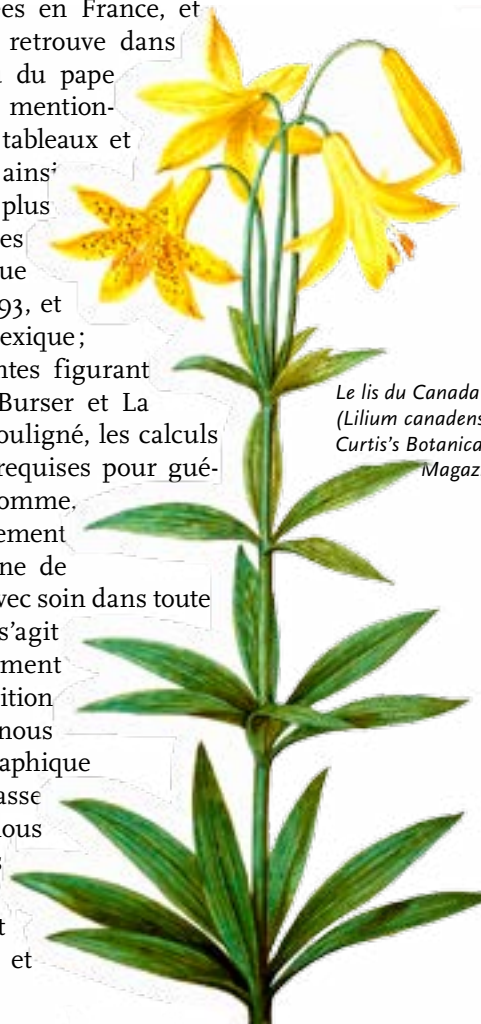 ées en France, et
retrouve dans
du pape
mention-
tableaux et
ainsi
plus
es
ue
93, et
exique;
ntes figurant
Burser et La
ouligné, les calculs
requises pour gué-
omme.
ement
ne de
vec soin dans toute
s’agit
ment
ition
nous
aphique
asse
ous
t
et
Le lis du Canada
(Lilium canadens
Curtis’s Botanica
Magaz